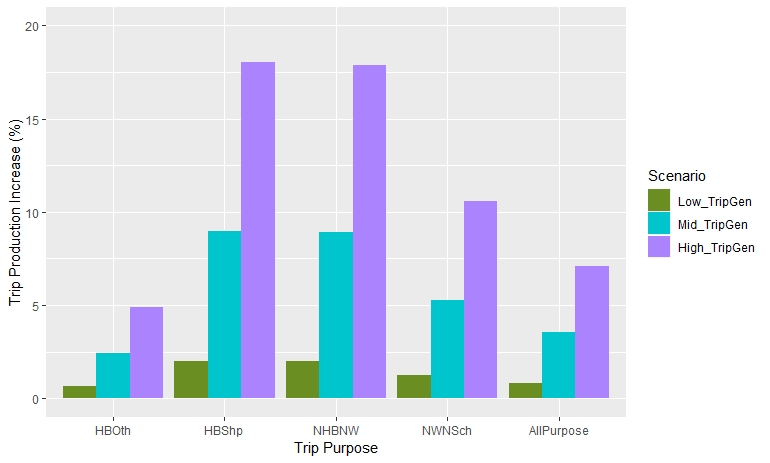 20
15
10
5
0
Trip Production Increase (%)
HBOth HBShp NHBNW NWNSch AllPurpose
Trip Purpose
Scenario
Low_TripGen
Mid_TripGen
High_TripGen